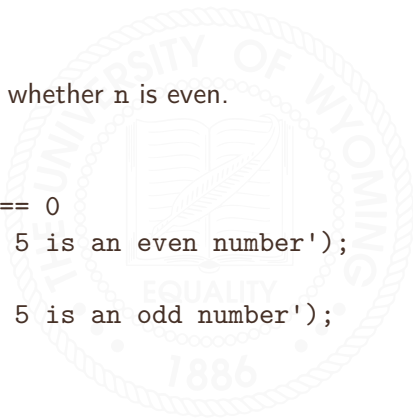 whether n is even.
== 0
5 is an even number');
5 is an odd number');
UNIVERSITY OF WYOMING
THE
EQUALITY
1886